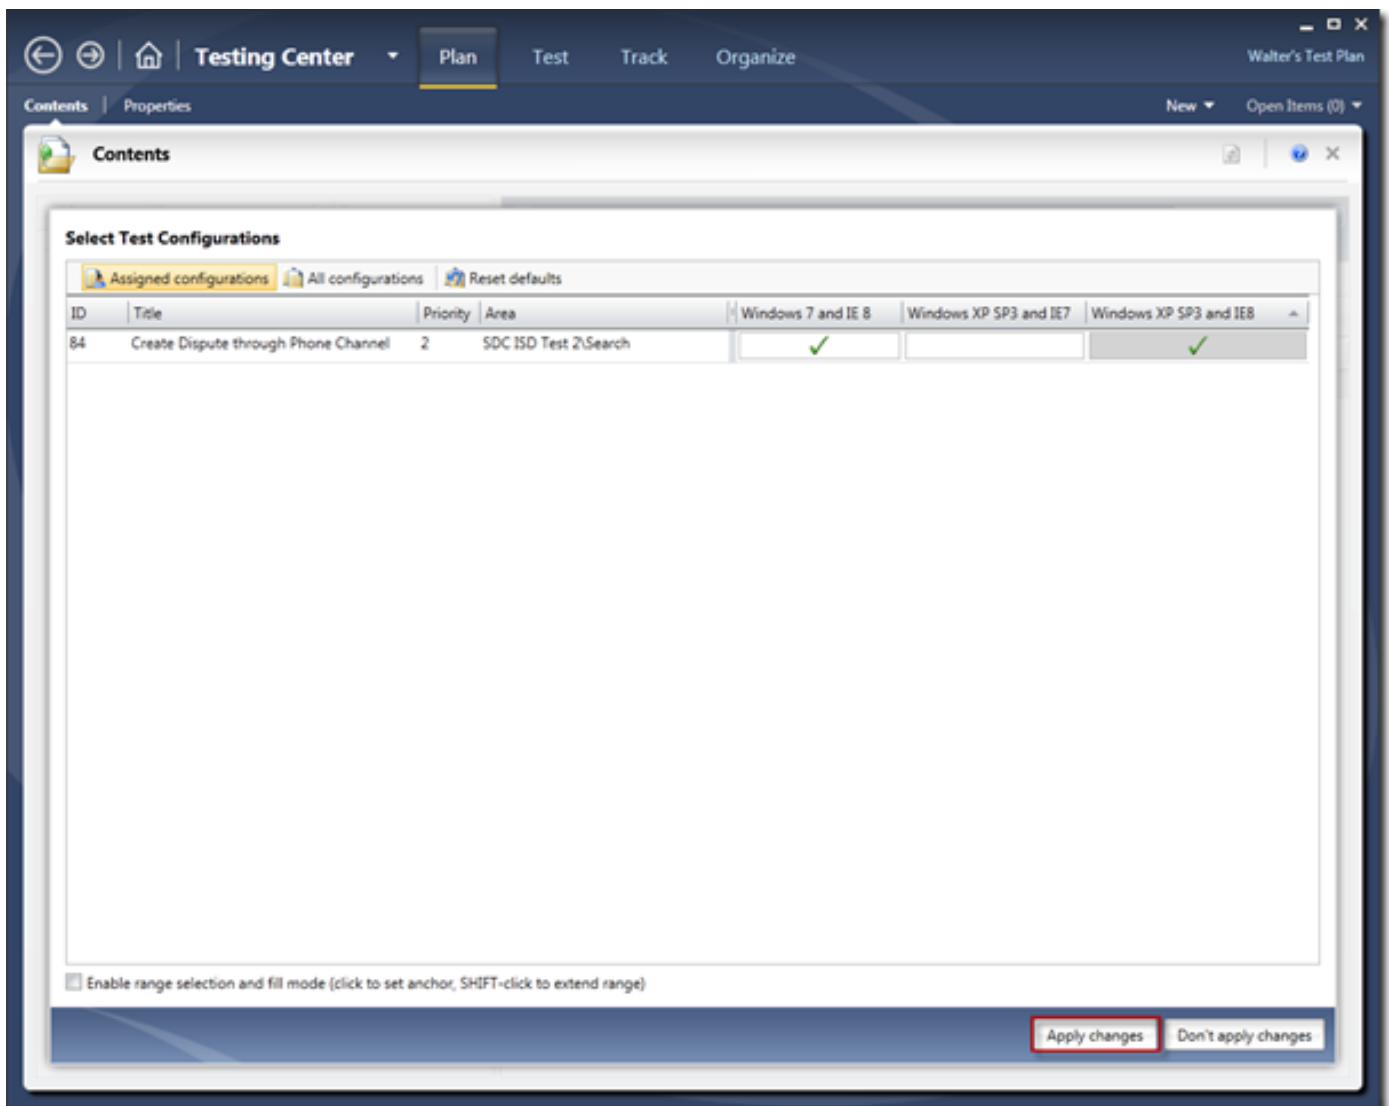 Testing Center Plan Test Track Organize Walter's Test Plan
Contents Properties New Open Items (0)
Contents
Select Test Configurations
Assigned configurations All configurations Reset defaults
ID Title Priority Area Windows 7 and IE 8 Windows XP SP3 and IE7 Windows XP SP3 and IE8
84 Create Dispute through Phone Channel 2 SDC ISD Test 2\Search
Enable range selection and fill mode (click to set anchor, SHIFT-click to extend range)
Apply changes Don't apply changes